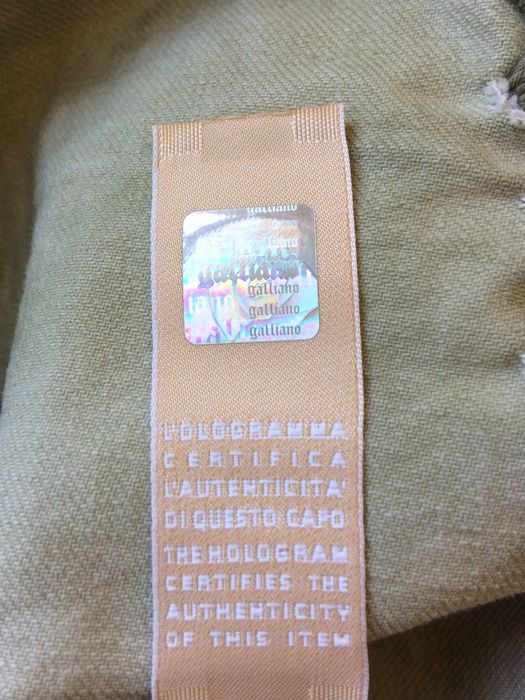 galliano
galliano
galliano
galliano
galliano
L'OLOGRAMMA
CERTIFICA
L'AUTENTICITA'
DI QUESTO CAPO
THE HOLOGRAM
CERTIFIES THE
AUTHENTICITY
OF THIS ITEM